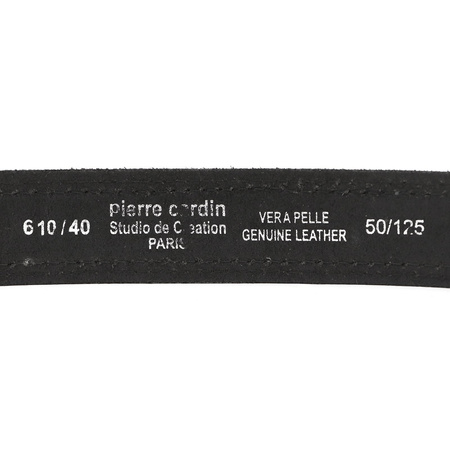 610/40
pierre cardin
Studio de Creation
PARIS
VERA PELLE
GENUINE LEATHER
50/125